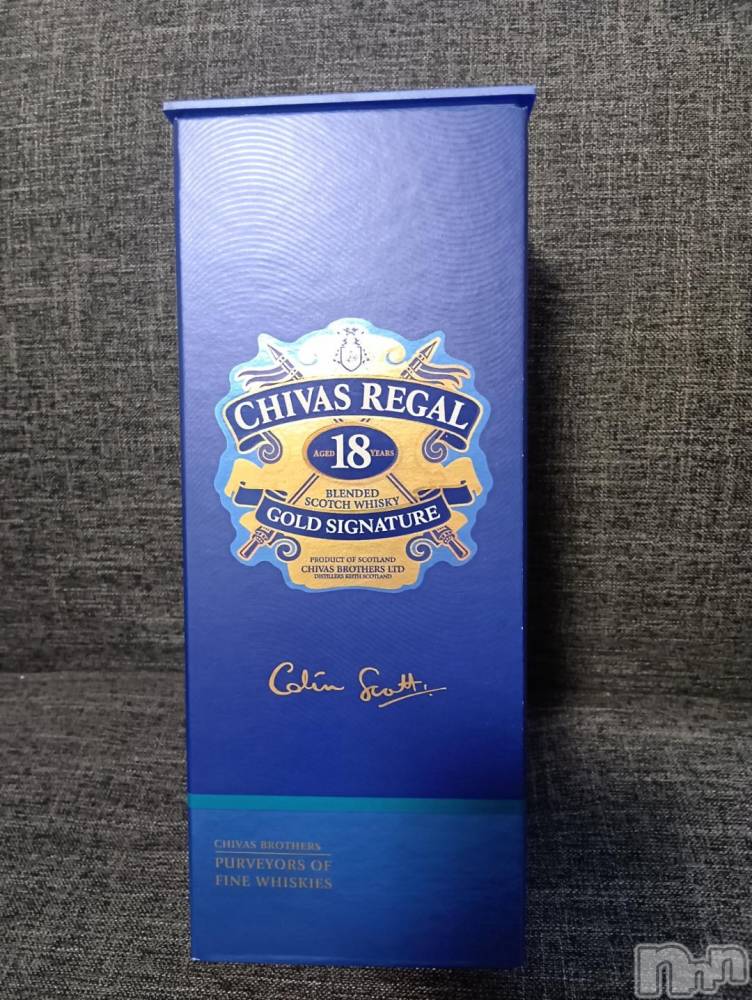 CHIVAS REGAL
AGED 18 YEARS
BLENDED
SCOTCH WHISKY
GOLD SIGNATURE
PRODUCT OF SCOTLAND
CHIVAS BROTHERS LTD
DISTILLERS KEITH SCOTLAND
Colin Scott.
CHIVAS BROTHERS
PURVEYORS OF
FINE WHISKIES